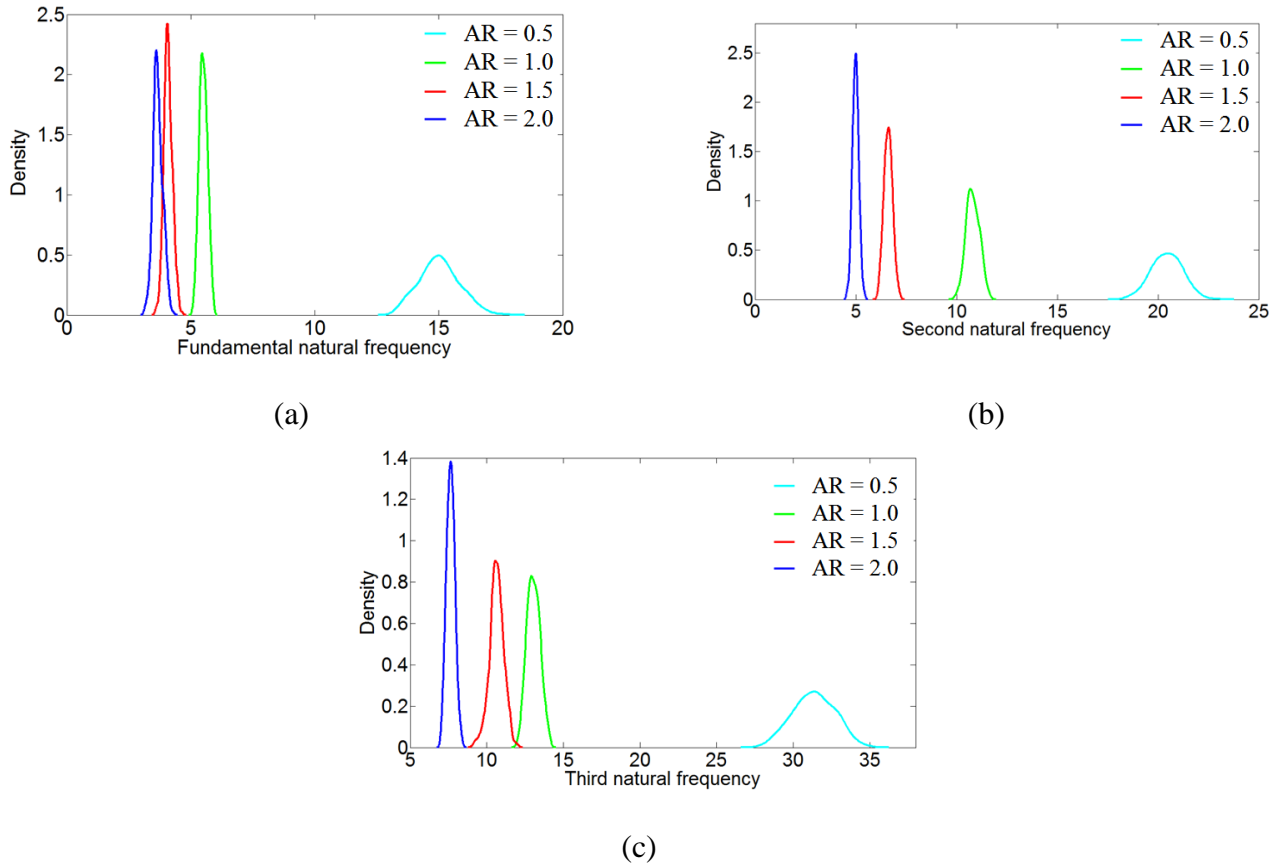 2.5
2
1.5
1
0.5
0
Density
AR = 0.5
AR = 1.0
AR = 1.5
AR = 2.0
0 5 10 15 20
Fundamental natural frequency
(a)
2.5
2
1.5
1
0.5
0
Density
AR = 0.5
AR = 1.0
AR = 1.5
AR = 2.0
0 5 10 15 20 25
Second natural frequency
(b)
1.4
1.2
1
0.8
0.6
0.4
0.2
0
Density
AR = 0.5
AR = 1.0
AR = 1.5
AR = 2.0
5 10 15 20 25 30 35
Third natural frequency
(c)